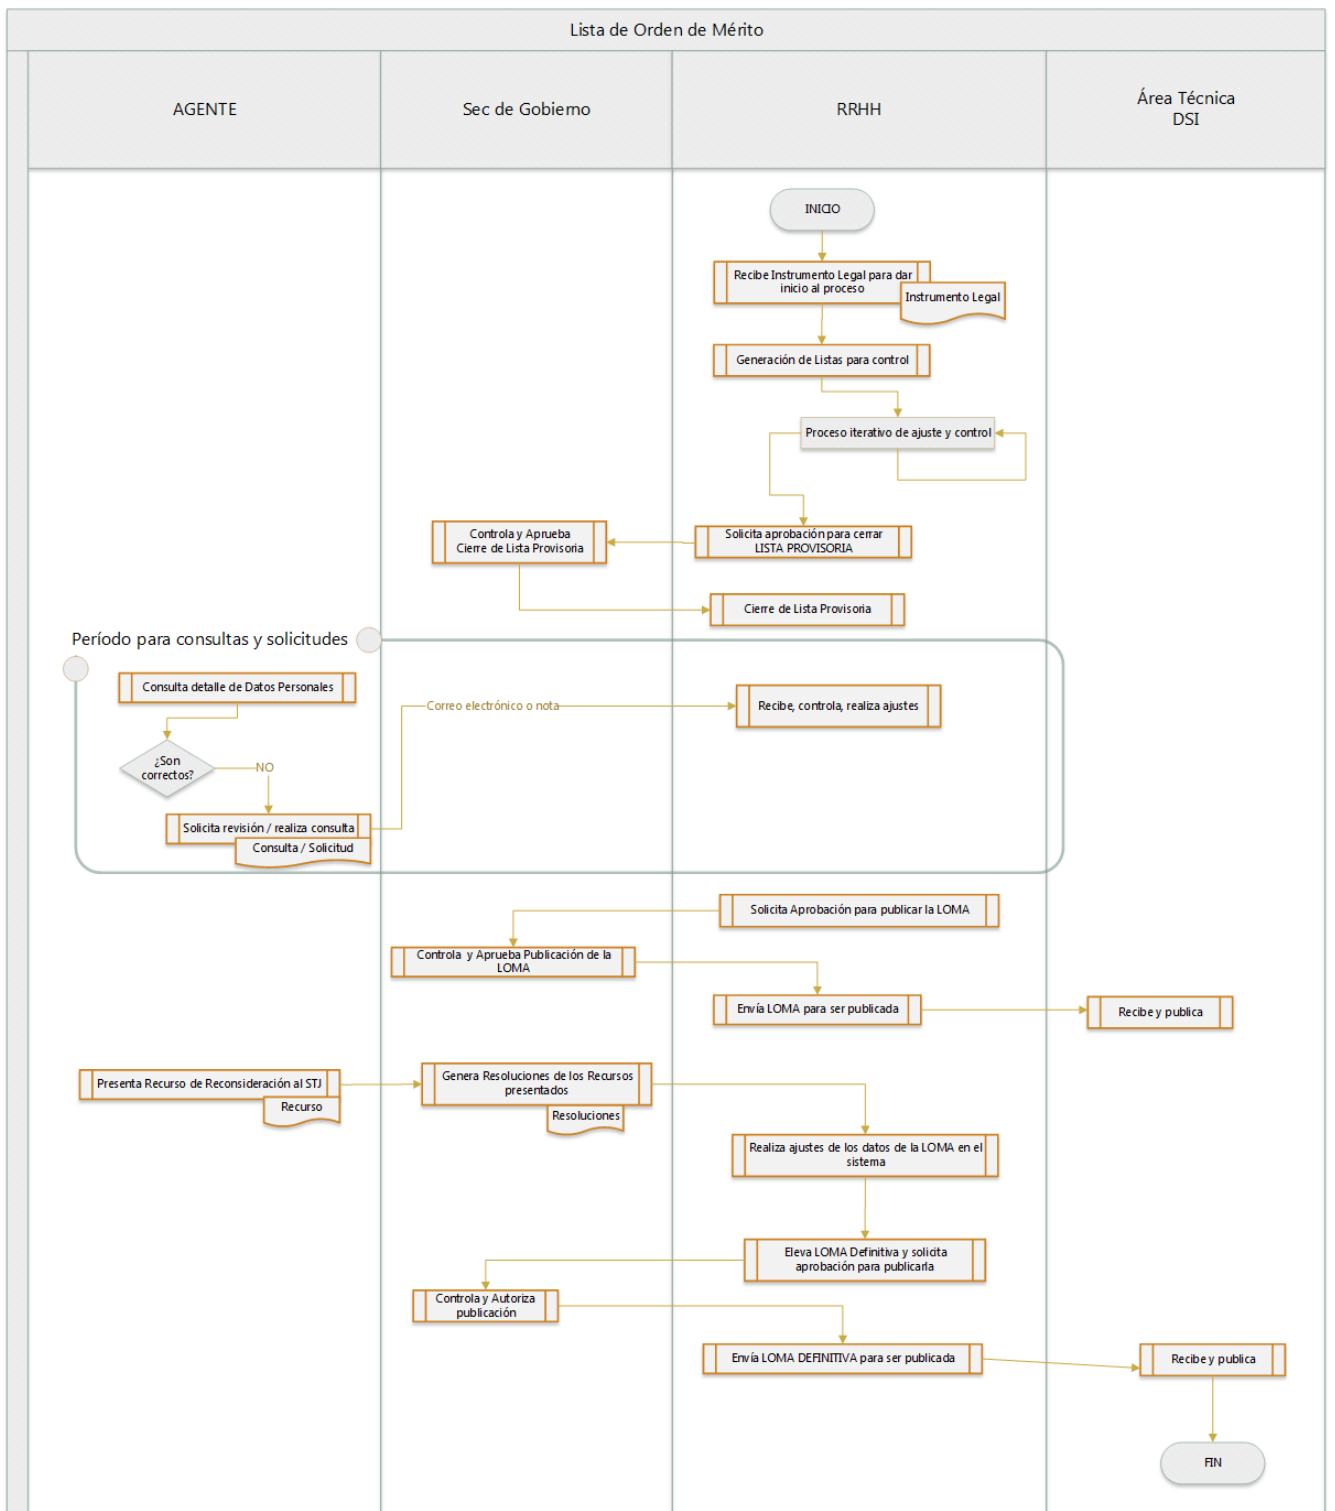 Lista de Orden de Mérito
AGENTE
Sec de Gobierno
RRHH
Área Técnica
DSI
INICIO
Recibe Instrumento Legal para dar
inicio al proceso
Instrumento Legal
Generación de Listas para control
Proceso iterativo de ajuste y control
Solicita aprobación para cerrar
LISTA PROVISORIA
Controla y Aprueba
Cierre de Lista Provisoria
Cierre de Lista Provisoria
Período para consultas y solicitudes
Consulta detalle de Datos Personales
¿Son
correctos?
NO
Solicita revisión / realiza consulta
Consulta / Solicitud
Correo electrónico o nota
Recibe, controla, realiza ajustes
Solicita Aprobación para publicar la LOMA
Controla y Aprueba Publicación de la
LOMA
Envía LOMA para ser publicada
Recibe y publica
Presenta Recurso de Reconsideración al STJ
Recurso
Genera Resoluciones de los Recursos
presentados
Resoluciones
Realiza ajustes de los datos de la LOMA en el
sistema
Eleva LOMA Definitiva y solicita
aprobación para publicarla
Controla y Autoriza
publicación
Envía LOMA DEFINITIVA para ser publicada
Recibe y publica
FIN